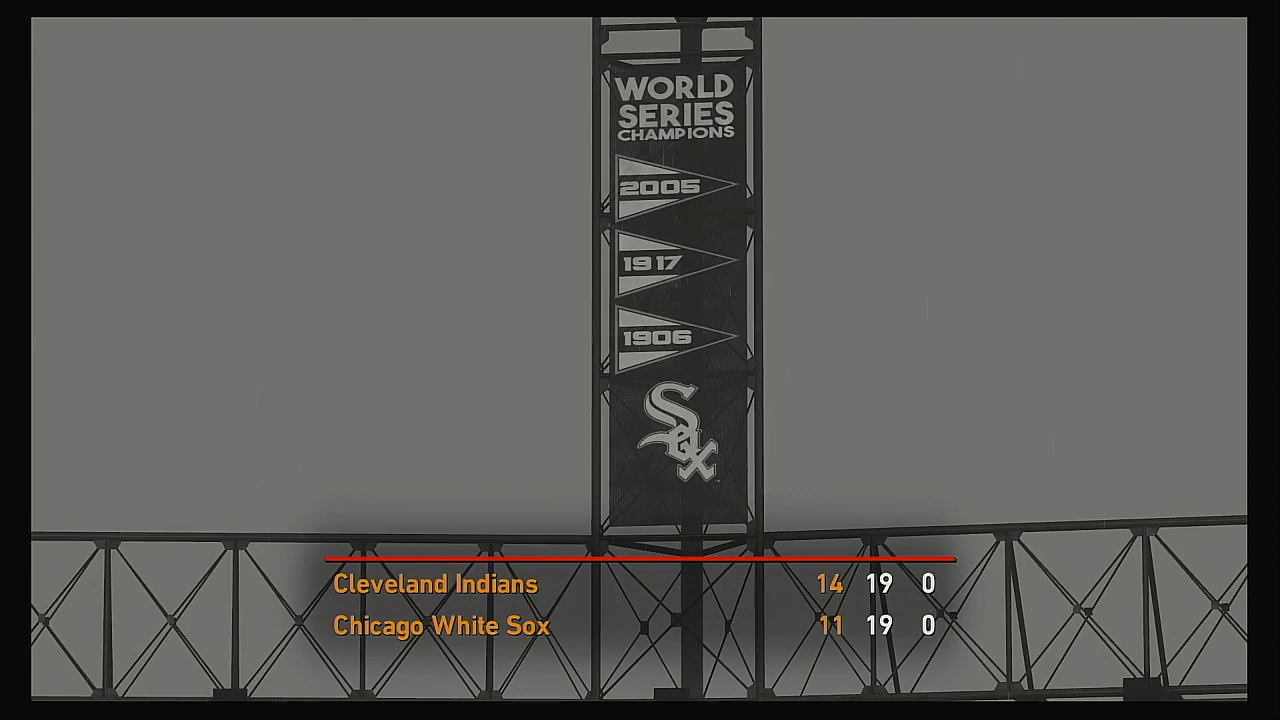 WORLD
SERIES
CHAMPIONS
2005
1917
1906
Sox
Cleveland Indians 14 19 0
Chicago White Sox 11 19 0